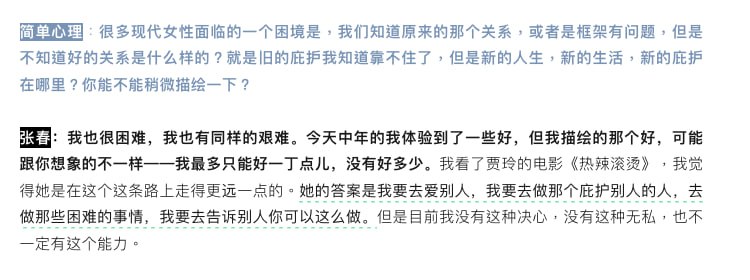 简单心理：很多现代女性面临的一个困境是，我们知道原来的那个关系，或者是框架有问题，但是
不知道好的关系是什么样的？就是旧的庇护我知道靠不住了，但是新的人生，新的生活，新的庇护
在哪里？你能不能稍微描绘一下？
张春：我也很困难，我也有同样的艰难。今天中年的我体验到了一些好，但我描绘的那个好，可能
跟你想象的不一样——我最多只能好一丁点儿，没有好多少。我看了贾玲的电影《热辣滚烫》，我觉
得她是在这个这条路上走得更远一点的。她的答案是我要去爱别人，我要去做那个庇护别人的人，去
做那些困难的事情，我要去告诉别人你可以这么做。但是目前我没有这种决心，没有这种无私，也不
一定有这个能力。